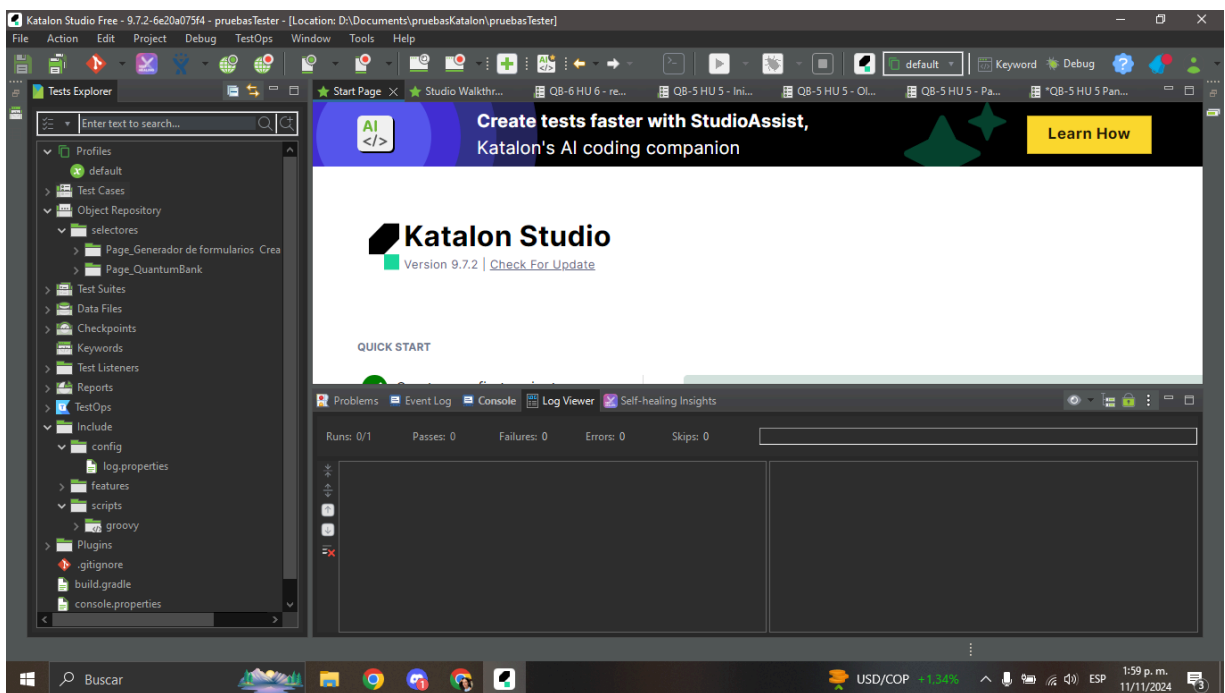 Katalon Studio Free - 9.7.2-6e20a075f4 - pruebasTester - [Location: D:\Documents\pruebasKatalon\pruebasTester]
File Action Edit Project Debug TestOps Window Tools Help
default Keyword Debug
Tests Explorer
Start Page Studio Walkthr... QB-6 HU 6 - re... QB-5 HU 5 - Ini... QB-5 HU 5 - Ol... QB-5 HU 5 - Pa... *QB-5 HU 5 Pan...
Enter text to search...
Profiles
default
Test Cases
Object Repository
selectores
Page_Generador de formularios Crea
Page_QuantumBank
Test Suites
Data Files
Checkpoints
Keywords
Test Listeners
Reports
TestOps
Include
config
log.properties
features
scripts
groovy
Plugins
.gitignore
build.gradle
console.properties
AI
</>
Create tests faster with StudioAssist,
Katalon's AI coding companion
Learn How
Katalon Studio
Version 9.7.2 | Check For Update
QUICK START
Problems Event Log Console Log Viewer Self-healing Insights
Runs: 0/1 Passes: 0 Failures: 0 Errors: 0 Skips: 0
Buscar
USD/COP +1,34%
ESP
1:59 p. m.
11/11/2024
3